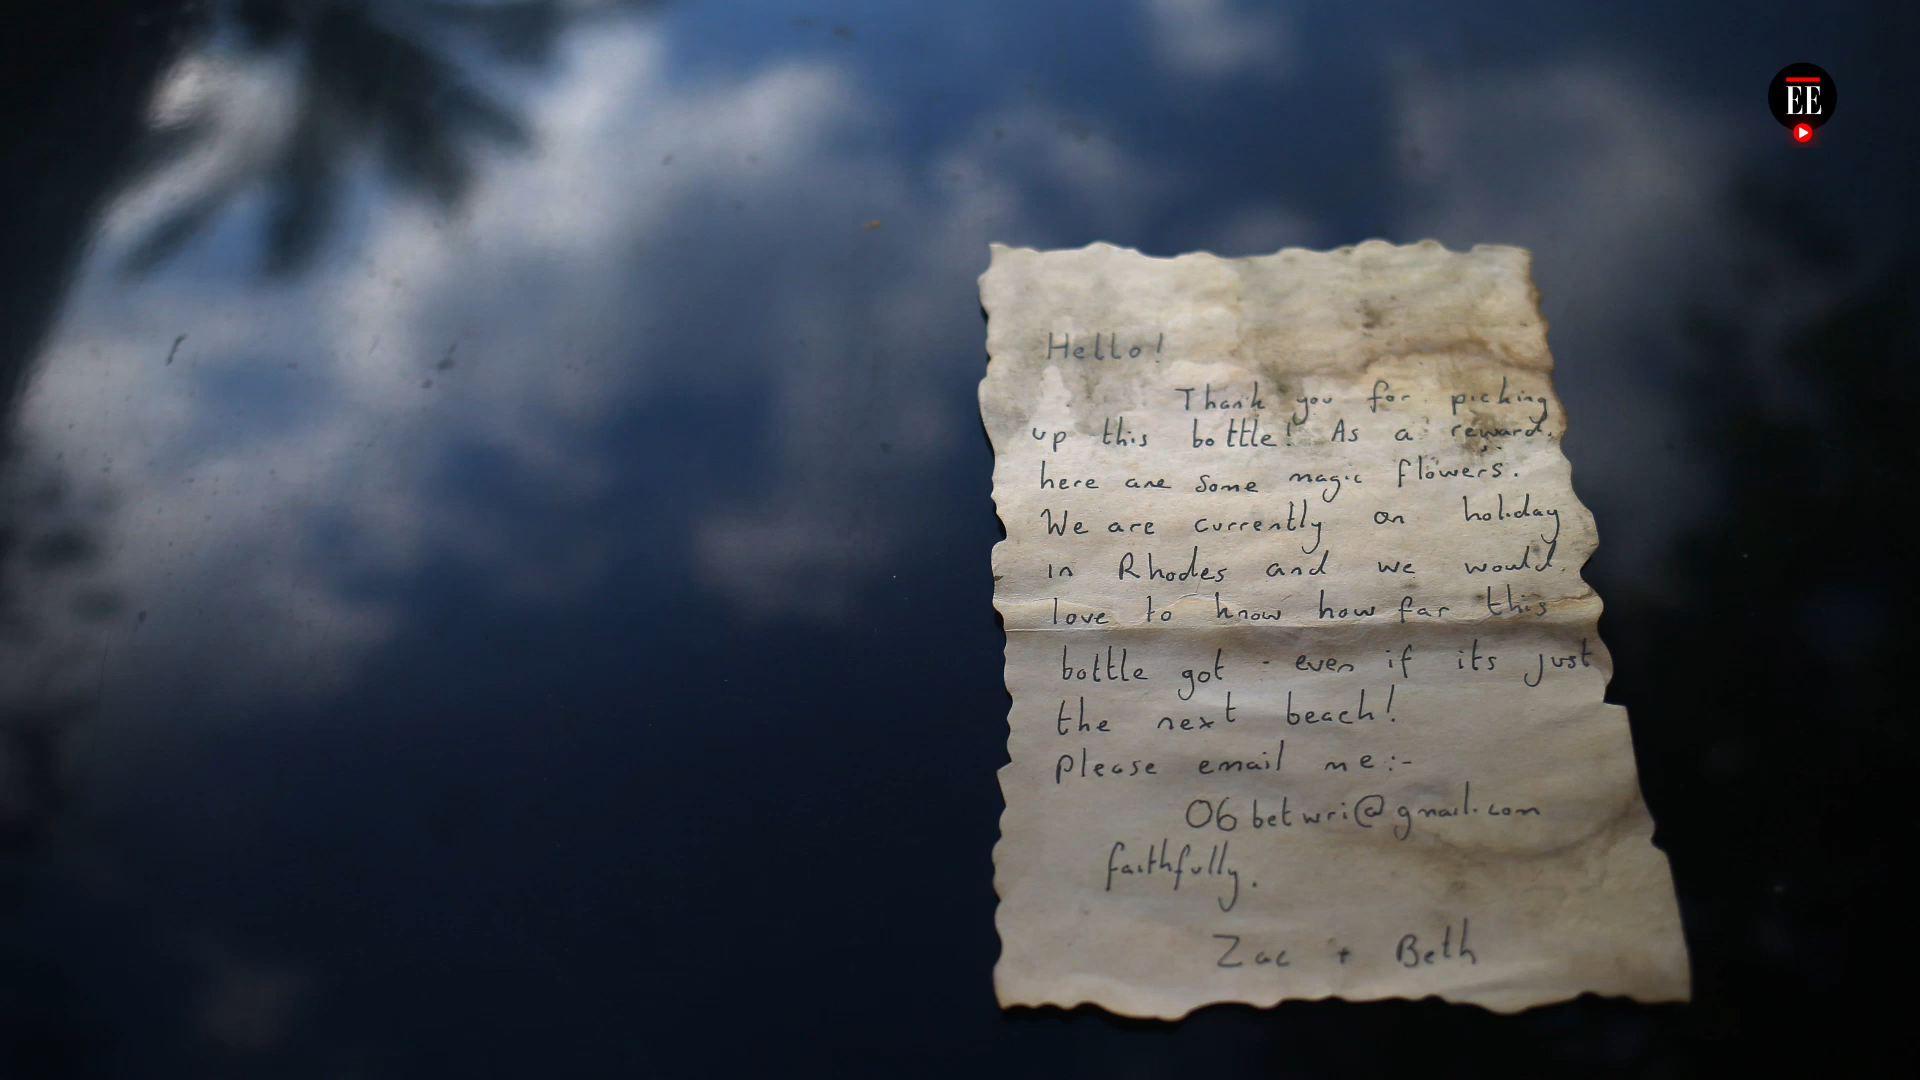 EE
Hello!
Thank you for picking
up this bottle! As a reward,
here are some magic flowers.
We are currently on holiday
in Rhodes and we would
love to know how far this
bottle got - even if its just
the next beach!
Please email me:-
06betwri@gmail.com
faithfully.
Zac + Beth